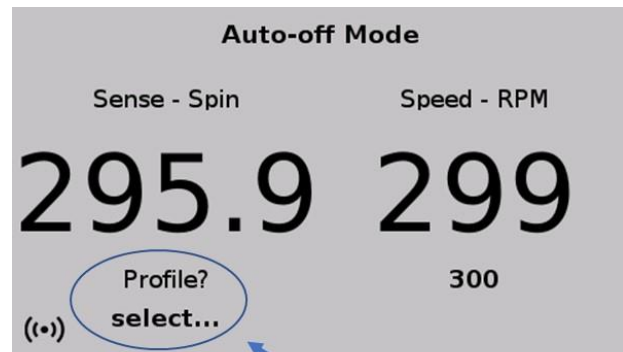 Auto-off Mode
Sense - Spin Speed - RPM
295.9 299
Profile? 300
select...